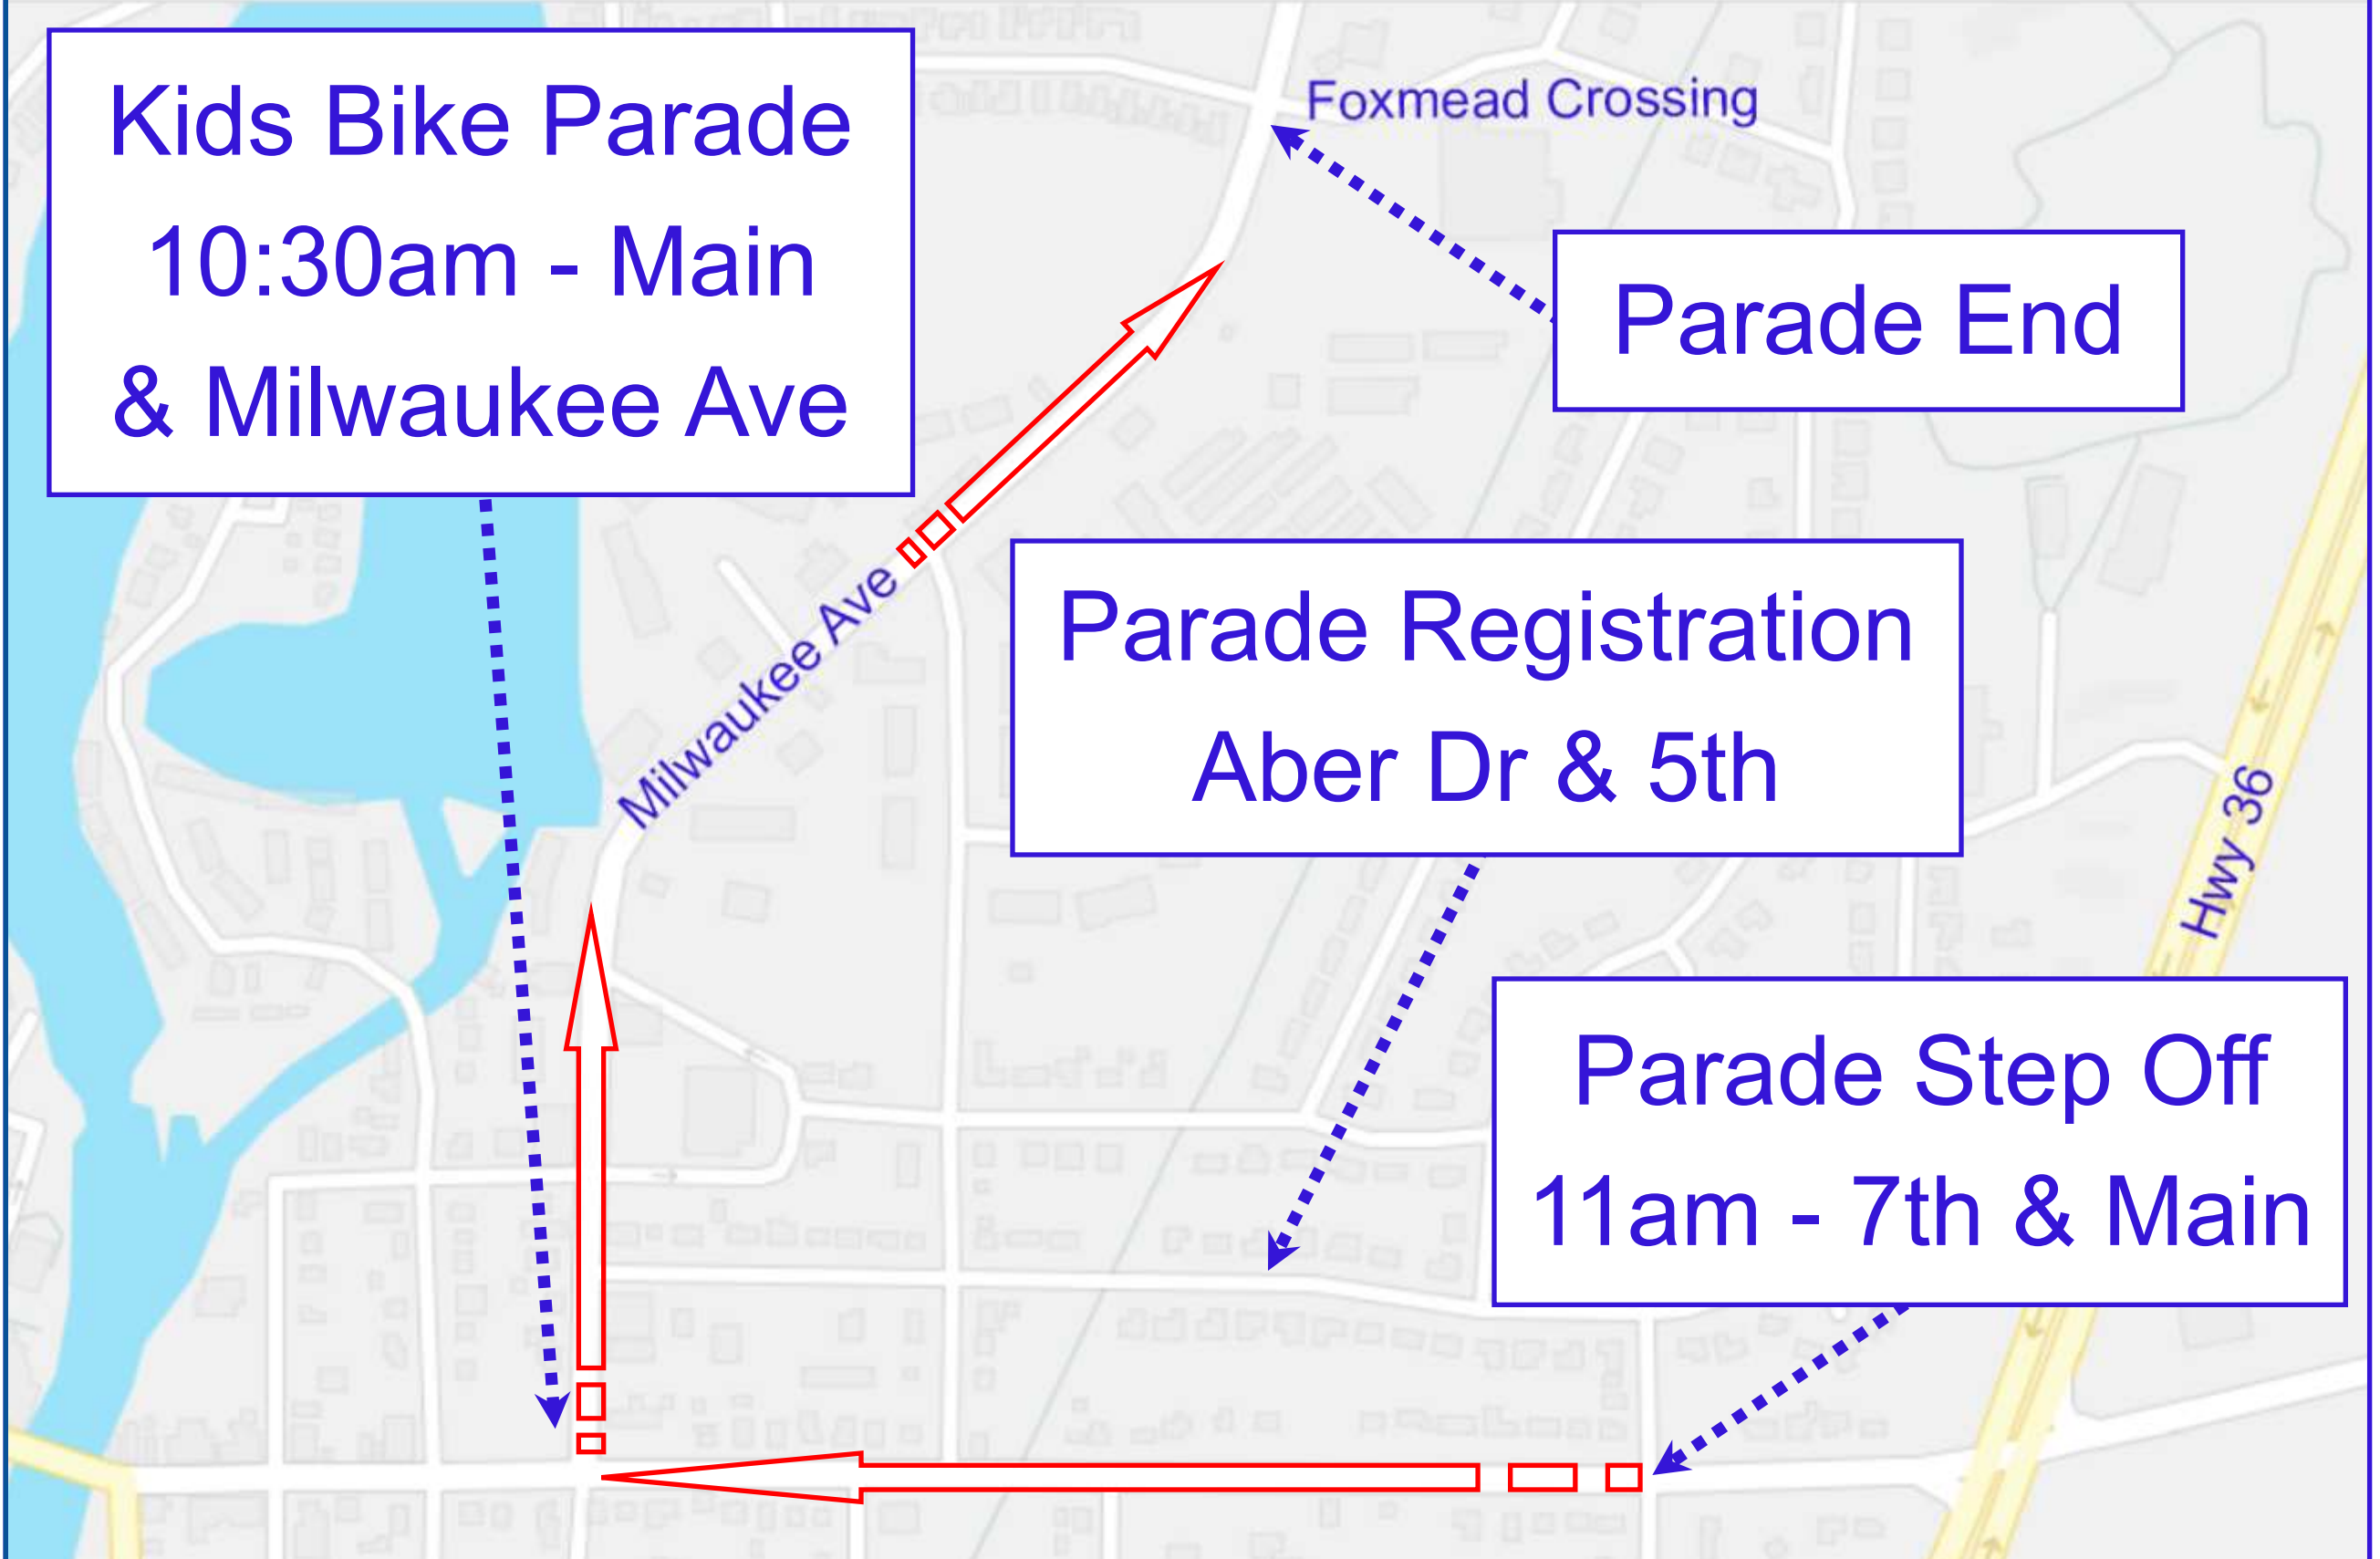 Kids Bike Parade
10:30am - Main
& Milwaukee Ave
Foxmead Crossing
Parade End
Milwaukee Ave
Parade Registration
Aber Dr & 5th
Hwy 36
Parade Step Off
11am - 7th & Main